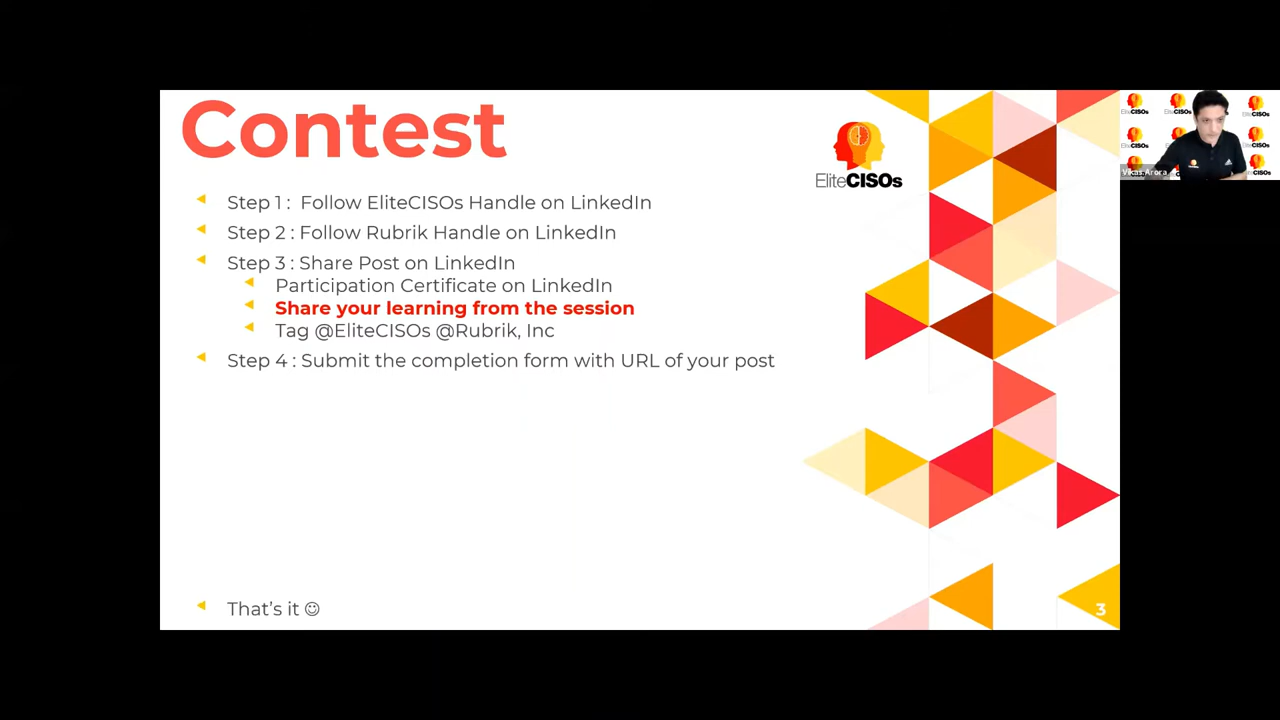 Contest
EliteCISOs
Step 1 : Follow EliteCISOs Handle on LinkedIn
Step 2 : Follow Rubrik Handle on LinkedIn
Step 3 : Share Post on LinkedIn
Participation Certificate on LinkedIn
Share your learning from the session
Tag @EliteCISOs @Rubrik, Inc
Step 4 : Submit the completion form with URL of your post
That’s it ☺
3
Vikas Arora